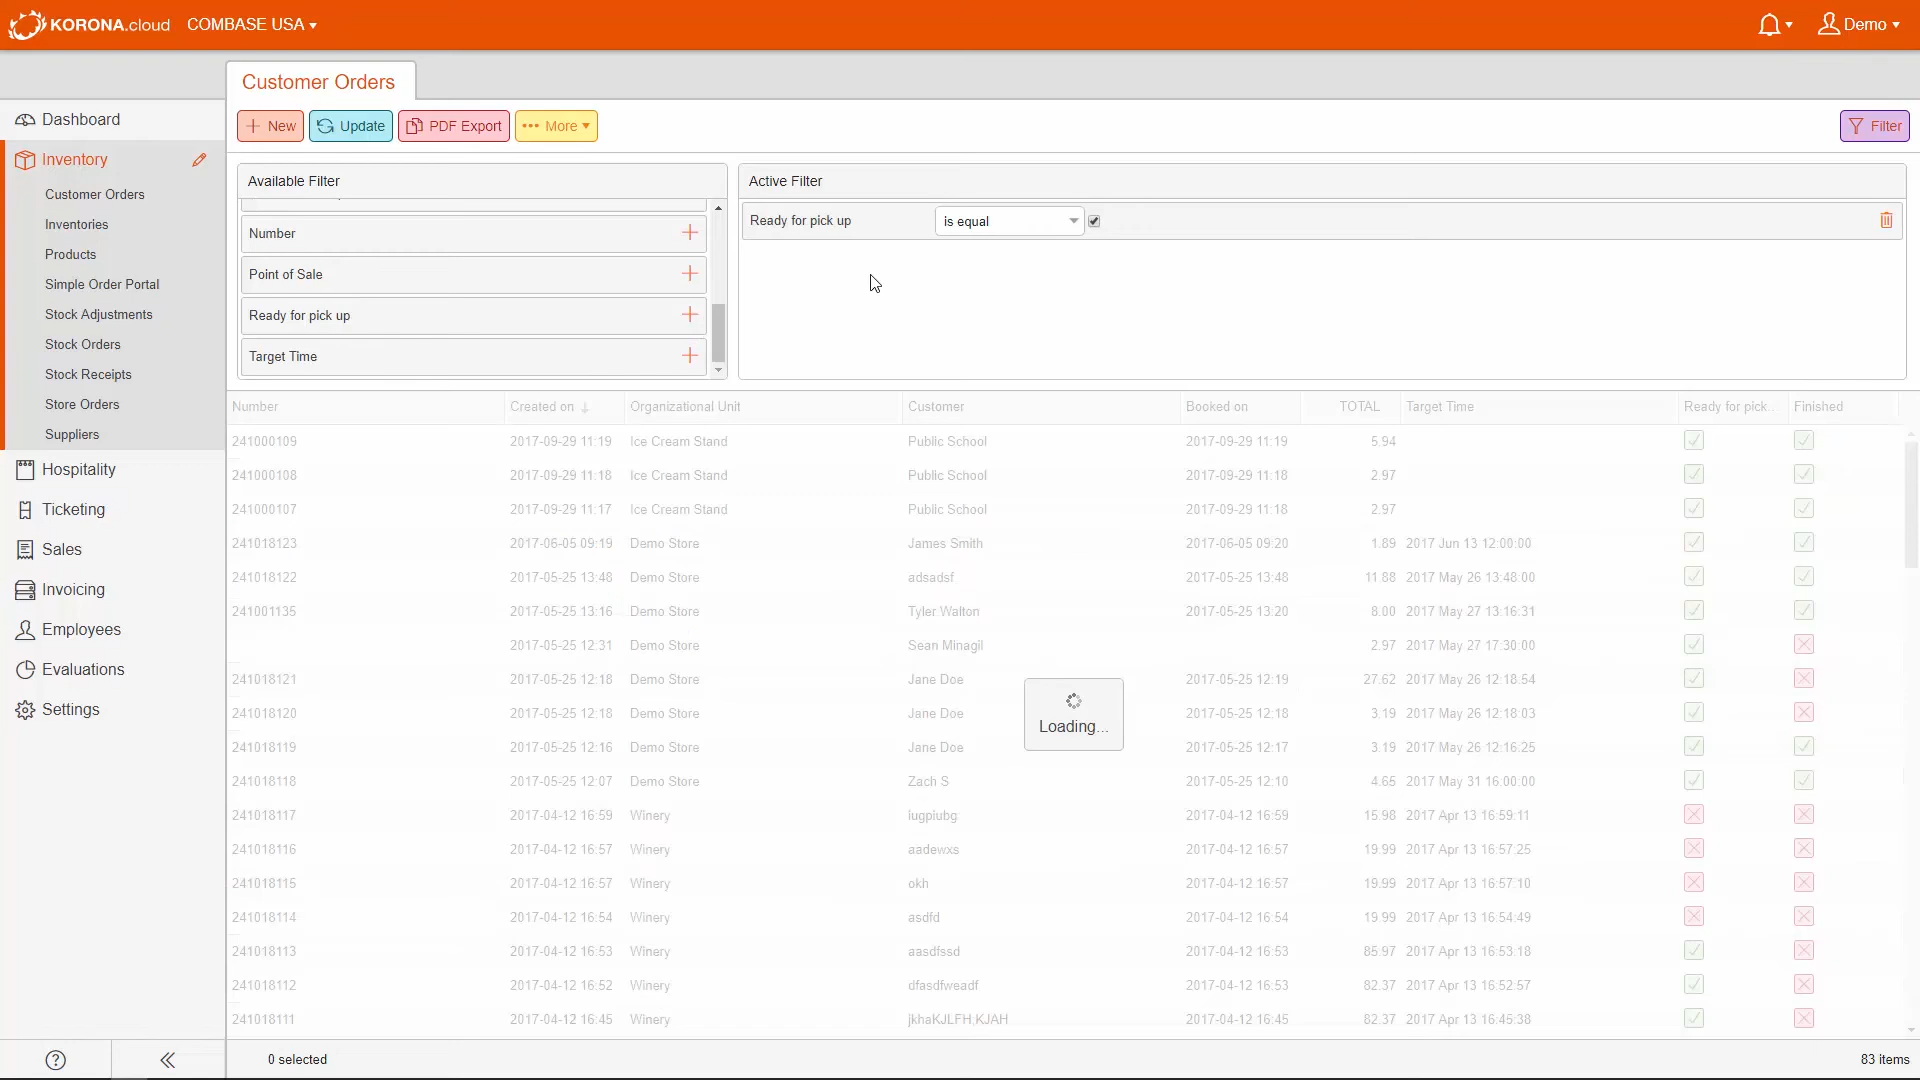 KORONA.cloud COMBASE USA Demo
Customer Orders
New Update PDF Export More Filter
Dashboard
Inventory
Customer Orders
Inventories
Products
Simple Order Portal
Stock Adjustments
Stock Orders
Stock Receipts
Store Orders
Suppliers
Hospitality
Ticketing
Sales
Invoicing
Employees
Evaluations
Settings
Available Filter
Number
Point of Sale
Ready for pick up
Target Time
Active Filter
Ready for pick up is equal
Number Created on Organizational Unit Customer Booked on TOTAL Target Time Ready for pick... Finished
241000109 2017-09-29 11:19 Ice Cream Stand Public School 2017-09-29 11:19 5.94
241000108 2017-09-29 11:18 Ice Cream Stand Public School 2017-09-29 11:18 2.97
241000107 2017-09-29 11:17 Ice Cream Stand Public School 2017-09-29 11:18 2.97
241018123 2017-06-05 09:19 Demo Store James Smith 2017-06-05 09:20 1.89 2017 Jun 13 12:00:00
241018122 2017-05-25 13:48 Demo Store adsadsf 2017-05-25 13:48 11.88 2017 May 26 13:48:00
241001135 2017-05-25 13:16 Demo Store Tyler Walton 2017-05-25 13:20 8.00 2017 May 27 13:16:31
2017-05-25 12:31 Demo Store Sean Minagil 2.97 2017 May 27 17:30:00
241018121 2017-05-25 12:18 Demo Store Jane Doe 2017-05-25 12:19 27.62 2017 May 26 12:18:54
241018120 2017-05-25 12:18 Demo Store Jane Doe 2017-05-25 12:18 3.19 2017 May 26 12:18:03
241018119 2017-05-25 12:16 Demo Store Jane Doe 2017-05-25 12:17 3.19 2017 May 26 12:16:25
241018118 2017-05-25 12:07 Demo Store Zach S 2017-05-25 12:10 4.65 2017 May 31 16:00:00
241018117 2017-04-12 16:59 Winery iugpiubg 2017-04-12 16:59 15.98 2017 Apr 13 16:59:11
241018116 2017-04-12 16:57 Winery aadewxs 2017-04-12 16:57 19.99 2017 Apr 13 16:57:25
241018115 2017-04-12 16:57 Winery okh 2017-04-12 16:57 19.99 2017 Apr 13 16:57:10
241018114 2017-04-12 16:54 Winery asdfd 2017-04-12 16:54 19.99 2017 Apr 13 16:54:49
241018113 2017-04-12 16:53 Winery aasdfssd 2017-04-12 16:53 85.97 2017 Apr 13 16:53:18
241018112 2017-04-12 16:52 Winery dfasdfweadf 2017-04-12 16:53 82.37 2017 Apr 13 16:52:57
241018111 2017-04-12 16:45 Winery jkhaKJLFH;KJAH 2017-04-12 16:45 82.37 2017 Apr 13 16:45:38
Loading...
0 selected 83 items